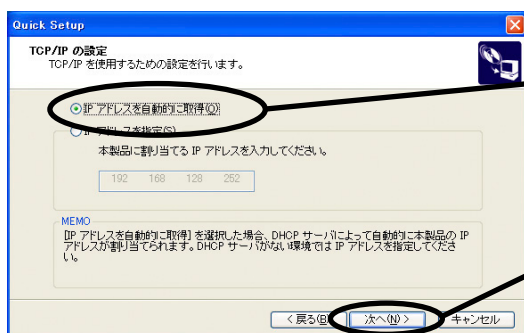 Quick Setup
TCP/IP の設定
TCP/IP を使用するための設定を行います。
IP アドレスを自動的に取得(O)
IP アドレスを指定(S)
本製品に割り当てる IP アドレスを入力してください。
192 168 128 252
MEMO
[IP アドレスを自動的に取得] を選択した場合、DHCP サーバによって自動的に本製品の IP
アドレスが割り当てられます。DHCP サーバがない環境では IP アドレスを指定してくださ
い。
< 戻る(B) 次へ(N) > キャンセル